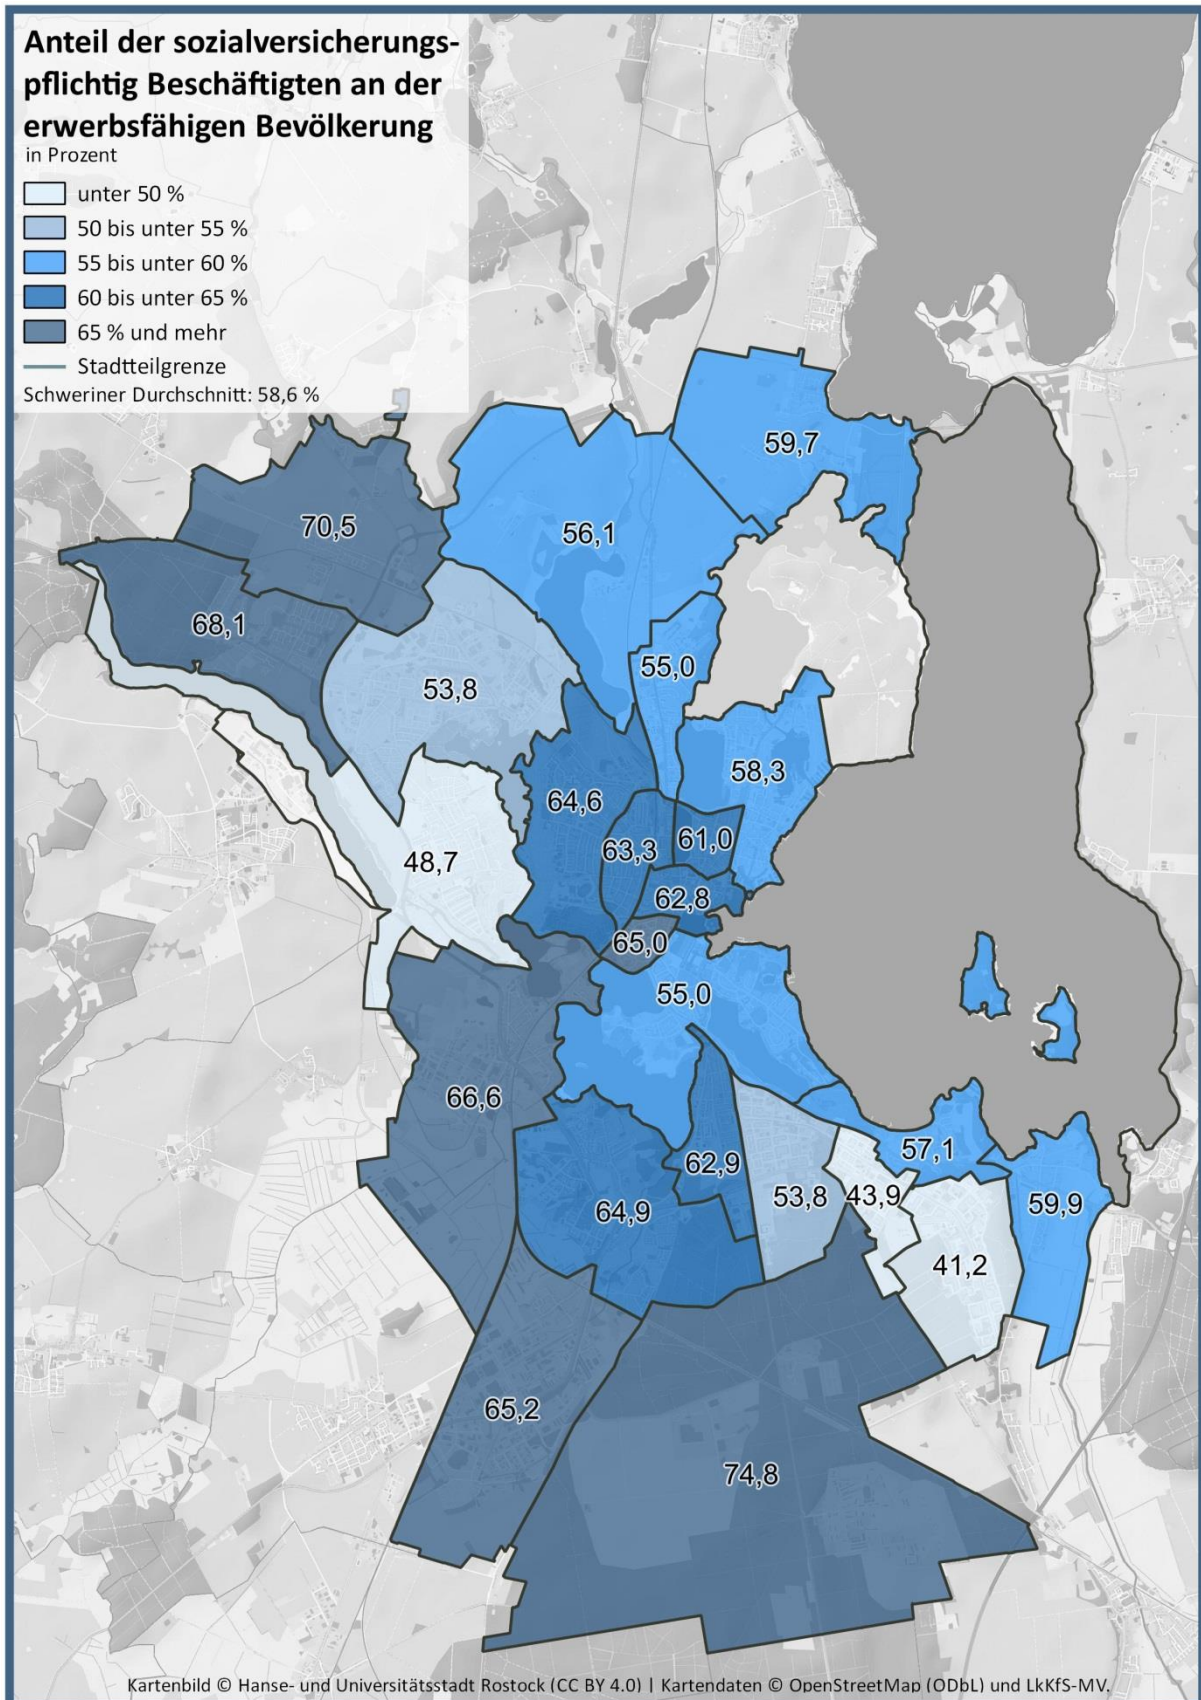 Anteil der sozialversicherungs-
pflichtig Beschäftigten an der
erwerbsfähigen Bevölkerung
in Prozent
unter 50 %
50 bis unter 55 %
55 bis unter 60 %
60 bis unter 65 %
65 % und mehr
Stadtteilgrenze
Schweriner Durchschnitt: 58,6 %
59,7
70,5
56,1
68,1
55,0
53,8
58,3
64,6
61,0
63,3
48,7
62,8
65,0
55,0
66,6
57,1
62,9
53,8
43,9
59,9
64,9
41,2
65,2
74,8
Kartenbild © Hanse- und Universitätsstadt Rostock (CC BY 4.0) | Kartendaten © OpenStreetMap (ODbL) und LkKfS-MV.